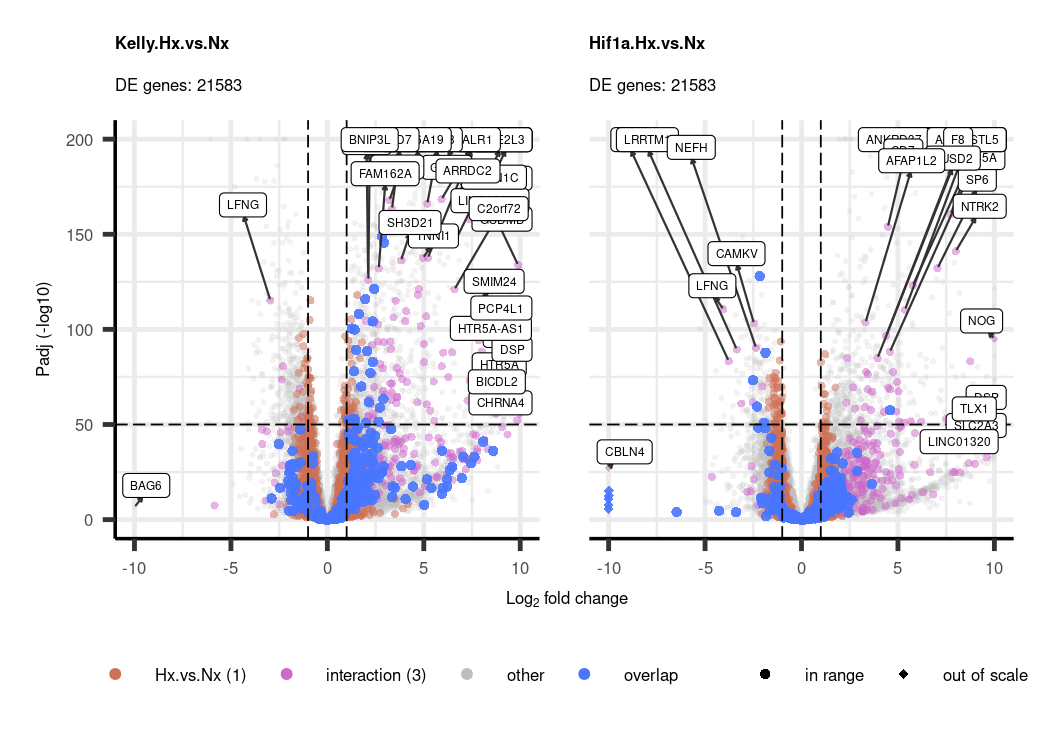 Kelly.Hx.vs.Nx
DE genes: 21583
Hif1a.Hx.vs.Nx
DE genes: 21583
Padj (-log10)
200
150
100
50
0
BNIP3L
FAM162A
ARRDC2
LFNG
C2orf72
SH3D21
SMIM24
PCP4L1
HTR5A-AS1
DSP
HTR5A
BICDL2
CHRNA4
BAG6
-10
-5
0
5
10
F8
NEFH
AFAP1L2
SP6
NTRK2
CAMKV
LFNG
NOG
TLX1
SLC2A3
LINC01320
CBLN4
-10
-5
0
5
10
Log2 fold change
Hx.vs.Nx (1)
interaction (3)
other
overlap
in range
out of scale